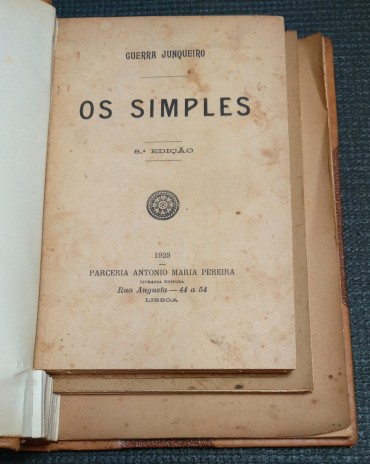 GUERRA JUNQUEIRO
OS SIMPLES
8.ª EDIÇÃO
1923
PARCERIA ANTONIO MARIA PEREIRA
LIVRARIA EDITORA
Rua Augusta — 44 a 54
LISBOA